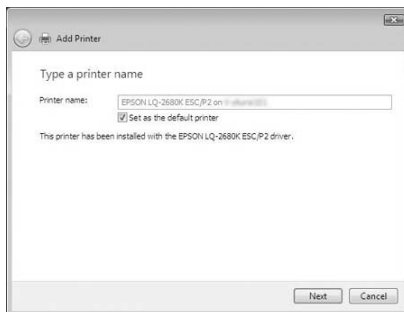 Add Printer
Type a printer name
Printer name: EPSON LQ-2680K ESC/P2 on
Set as the default printer
This printer has been installed with the EPSON LQ-2680K ESC/P2 driver.
Next Cancel